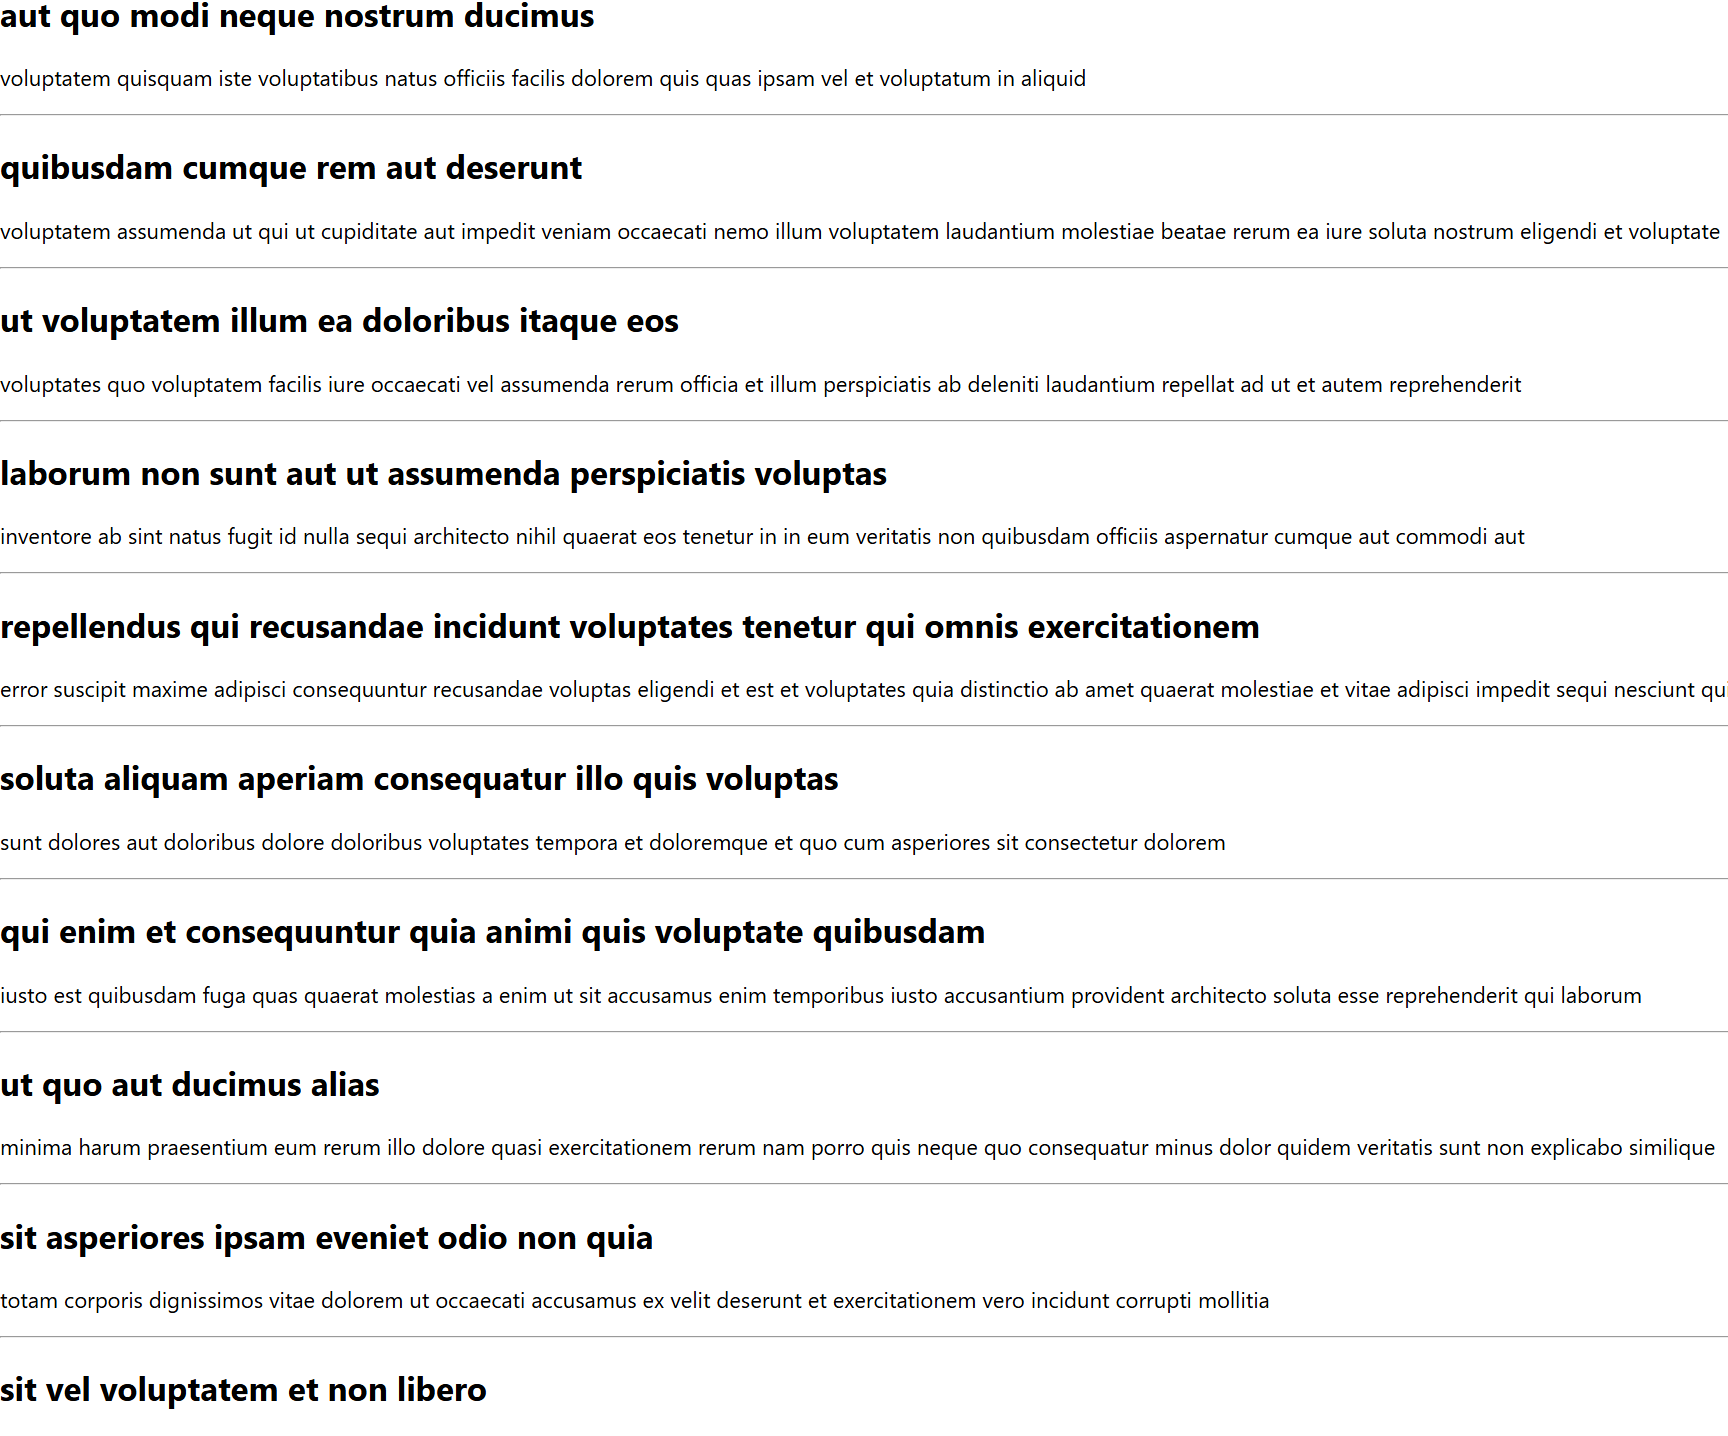 aut quo modi neque nostrum ducimus
voluptatem quisquam iste voluptatibus natus officiis facilis dolorem quis quas ipsam vel et voluptatum in aliquid
quibusdam cumque rem aut deserunt
voluptatem assumenda ut qui ut cupiditate aut impedit veniam occaecati nemo illum voluptatem laudantium molestiae beatae rerum ea iure soluta nostrum eligendi et voluptate
ut voluptatem illum ea doloribus itaque eos
voluptates quo voluptatem facilis iure occaecati vel assumenda rerum officia et illum perspiciatis ab deleniti laudantium repellat ad ut et autem reprehenderit
laborum non sunt aut ut assumenda perspiciatis voluptas
inventore ab sint natus fugit id nulla sequi architecto nihil quaerat eos tenetur in in eum veritatis non quibusdam officiis aspernatur cumque aut commodi aut
repellendus qui recusandae incidunt voluptates tenetur qui omnis exercitationem
error suscipit maxime adipisci consequuntur recusandae voluptas eligendi et est et voluptates quia distinctio ab amet quaerat molestiae et vitae adipisci impedit sequi nesciunt qui
soluta aliquam aperiam consequatur illo quis voluptas
sunt dolores aut doloribus dolore doloribus voluptates tempora et doloremque et quo cum asperiores sit consectetur dolorem
qui enim et consequuntur quia animi quis voluptate quibusdam
iusto est quibusdam fuga quas quaerat molestias a enim ut sit accusamus enim temporibus iusto accusantium provident architecto soluta esse reprehenderit qui laborum
ut quo aut ducimus alias
minima harum praesentium eum rerum illo dolore quasi exercitationem rerum nam porro quis neque quo consequatur minus dolor quidem veritatis sunt non explicabo similique
sit asperiores ipsam eveniet odio non quia
totam corporis dignissimos vitae dolorem ut occaecati accusamus ex velit deserunt et exercitationem vero incidunt corrupti mollitia
sit vel voluptatem et non libero